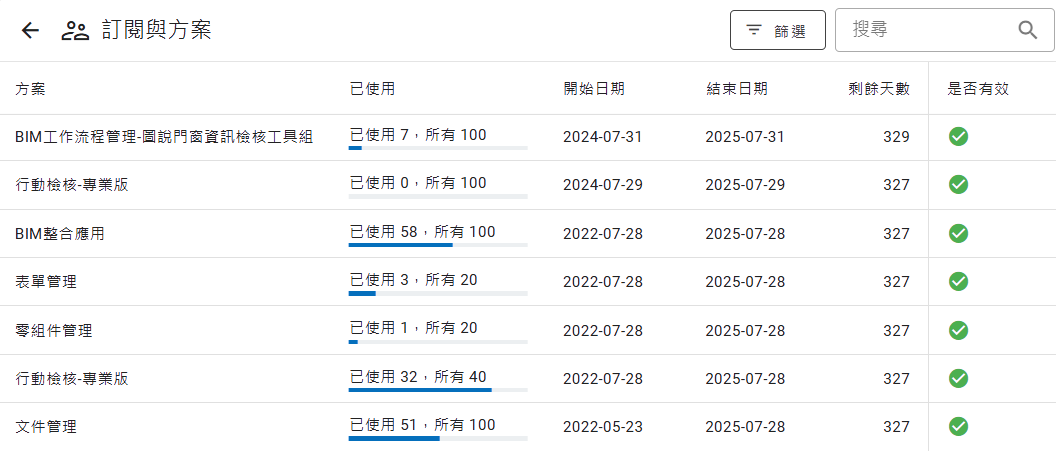 訂閱與方案
篩選
搜尋
方案 已使用 開始日期 結束日期 剩餘天數 是否有效
BIM工作流程管理-圖說門窗資訊檢核工具組 已使用 7，所有 100 2024-07-31 2025-07-31 329
行動檢核-專業版 已使用 0，所有 100 2024-07-29 2025-07-29 327
BIM整合應用 已使用 58，所有 100 2022-07-28 2025-07-28 327
表單管理 已使用 3，所有 20 2022-07-28 2025-07-28 327
零組件管理 已使用 1，所有 20 2022-07-28 2025-07-28 327
行動檢核-專業版 已使用 32，所有 40 2022-07-28 2025-07-28 327
文件管理 已使用 51，所有 100 2022-05-23 2025-07-28 327